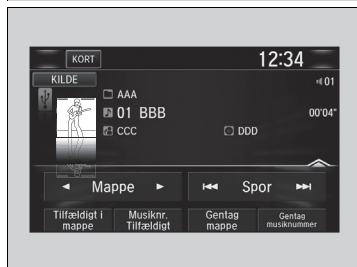 KORT
12:34
KILDE
01
AAA
01 BBB
00'04"
CCC
DDD
Mappe
Spor
Tilfældigt i mappe
Musiknr. Tilfældigt
Gentag mappe
Gentag musiknummer